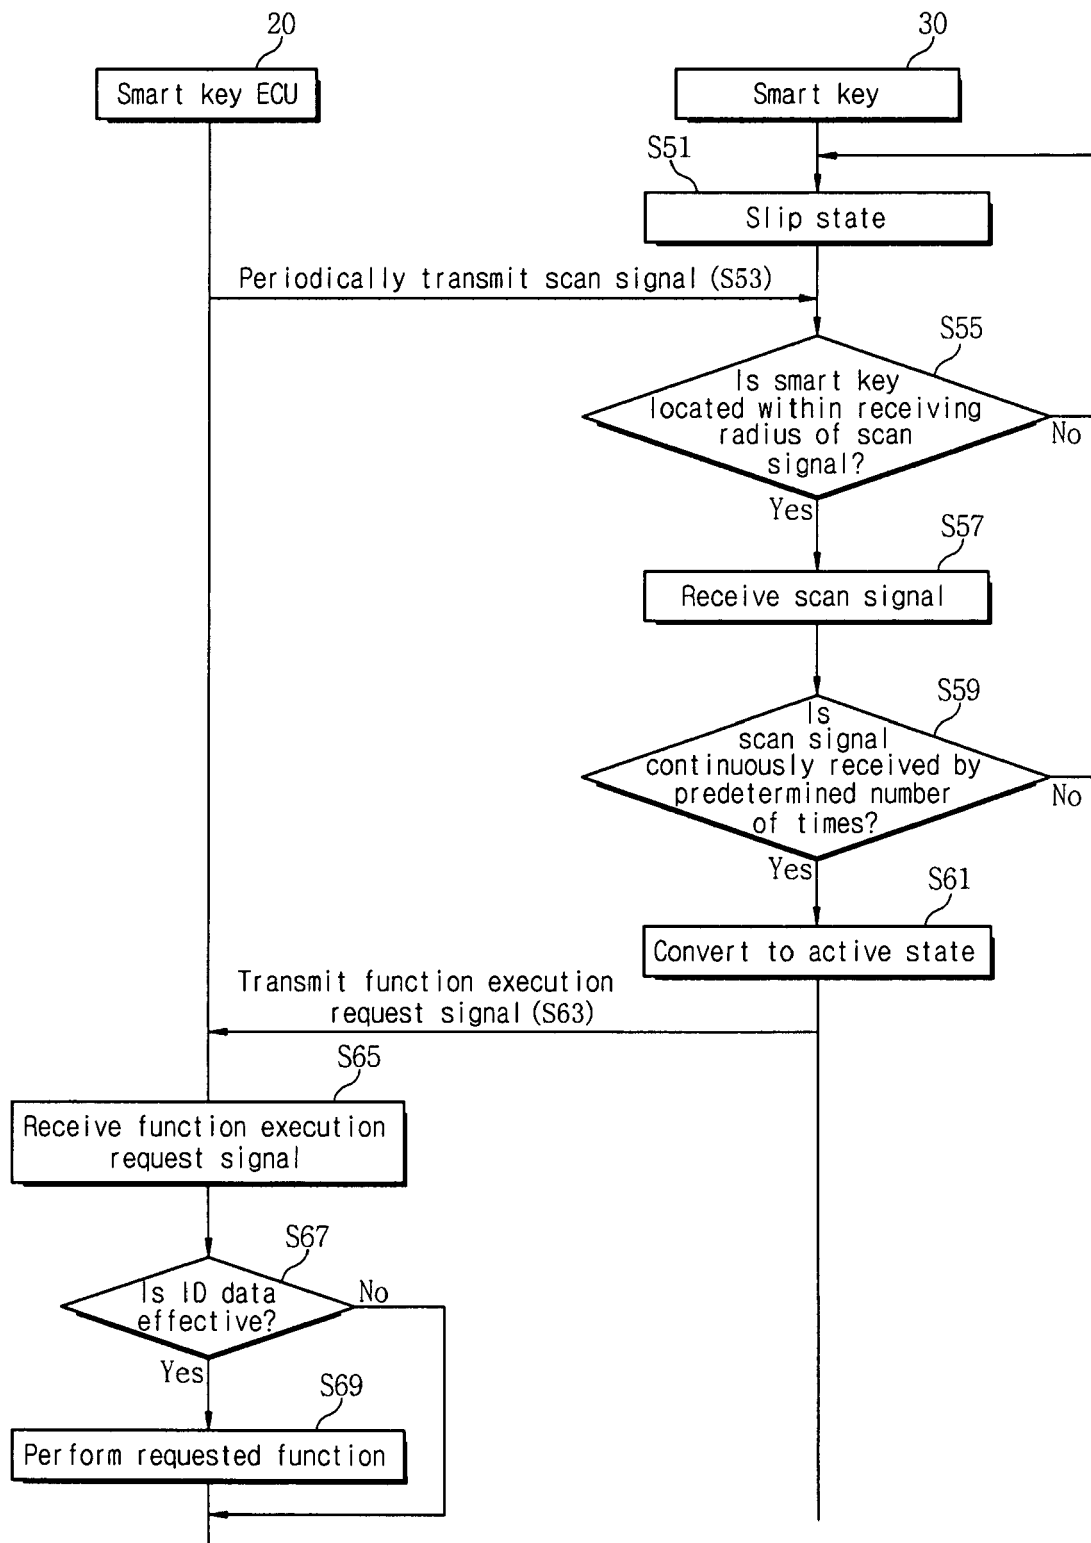 20
30
Smart key ECU
Smart key
S51
Slip state
Periodically transmit scan signal (S53)
S55
Is smart key
located within receiving
radius of scan
signal?
No
Yes
S57
Receive scan signal
S59
Is
scan signal
continuously received by
predetermined number
of times?
No
Yes
S61
Convert to active state
Transmit function execution
request signal (S63)
S65
Receive function execution
request signal
S67
Is ID data
effective?
No
Yes
S69
Perform requested function